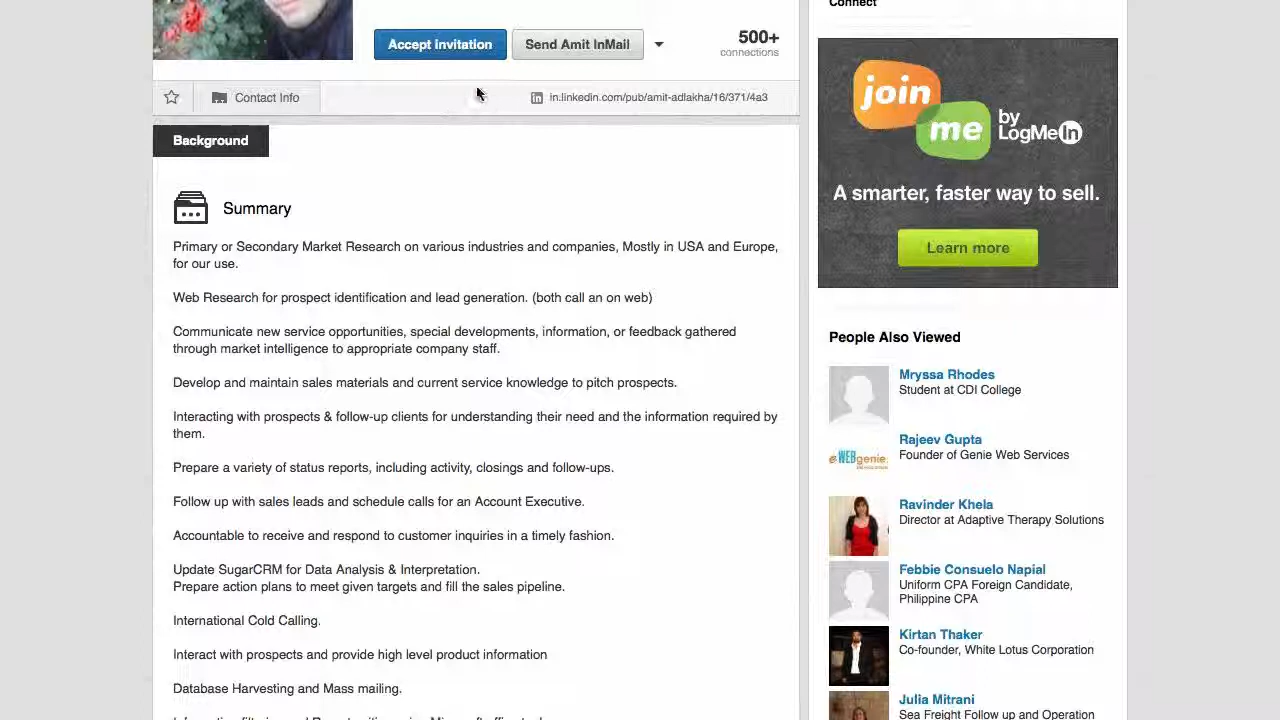 Connect
Accept Invitation
Send Amit InMail
500+
connections
Contact Info
in.linkedin.com/pub/amit-adlakha/16/371/4a3
join
me
by
LogMeIn
A smarter, faster way to sell.
Learn more
Background
Summary
Primary or Secondary Market Research on various industries and companies, Mostly in USA and Europe,
for our use.
Web Research for prospect identification and lead generation. (both call an on web)
Communicate new service opportunities, special developments, information, or feedback gathered
through market intelligence to appropriate company staff.
Develop and maintain sales materials and current service knowledge to pitch prospects.
Interacting with prospects & follow-up clients for understanding their need and the information required by
them.
Prepare a variety of status reports, including activity, closings and follow-ups.
Follow up with sales leads and schedule calls for an Account Executive.
Accountable to receive and respond to customer inquiries in a timely fashion.
Update SugarCRM for Data Analysis & Interpretation.
Prepare action plans to meet given targets and fill the sales pipeline.
International Cold Calling.
Interact with prospects and provide high level product information
Database Harvesting and Mass mailing.
People Also Viewed
Mryssa Rhodes
Student at CDI College
Rajeev Gupta
Founder of Genie Web Services
WEBgenie
Ravinder Khela
Director at Adaptive Therapy Solutions
Febbie Consuelo Napial
Uniform CPA Foreign Candidate,
Philippine CPA
Kirtan Thaker
Co-founder, White Lotus Corporation
Julia Mitrani
Sea Freight Follow up and Operation